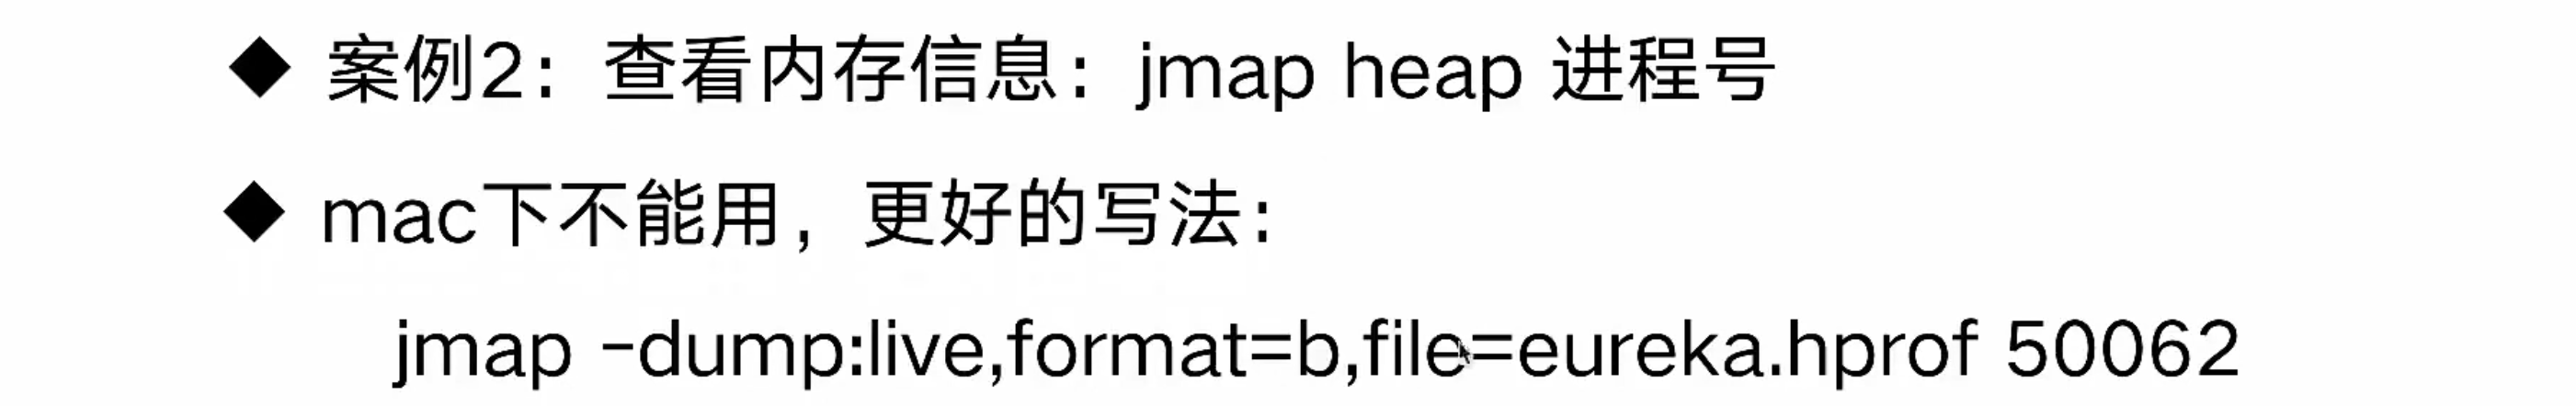 ◆ 案例2：查看内存信息：jmap heap 进程号
◆ mac下不能用，更好的写法：
jmap -dump:live,format=b,file=eureka.hprof 50062